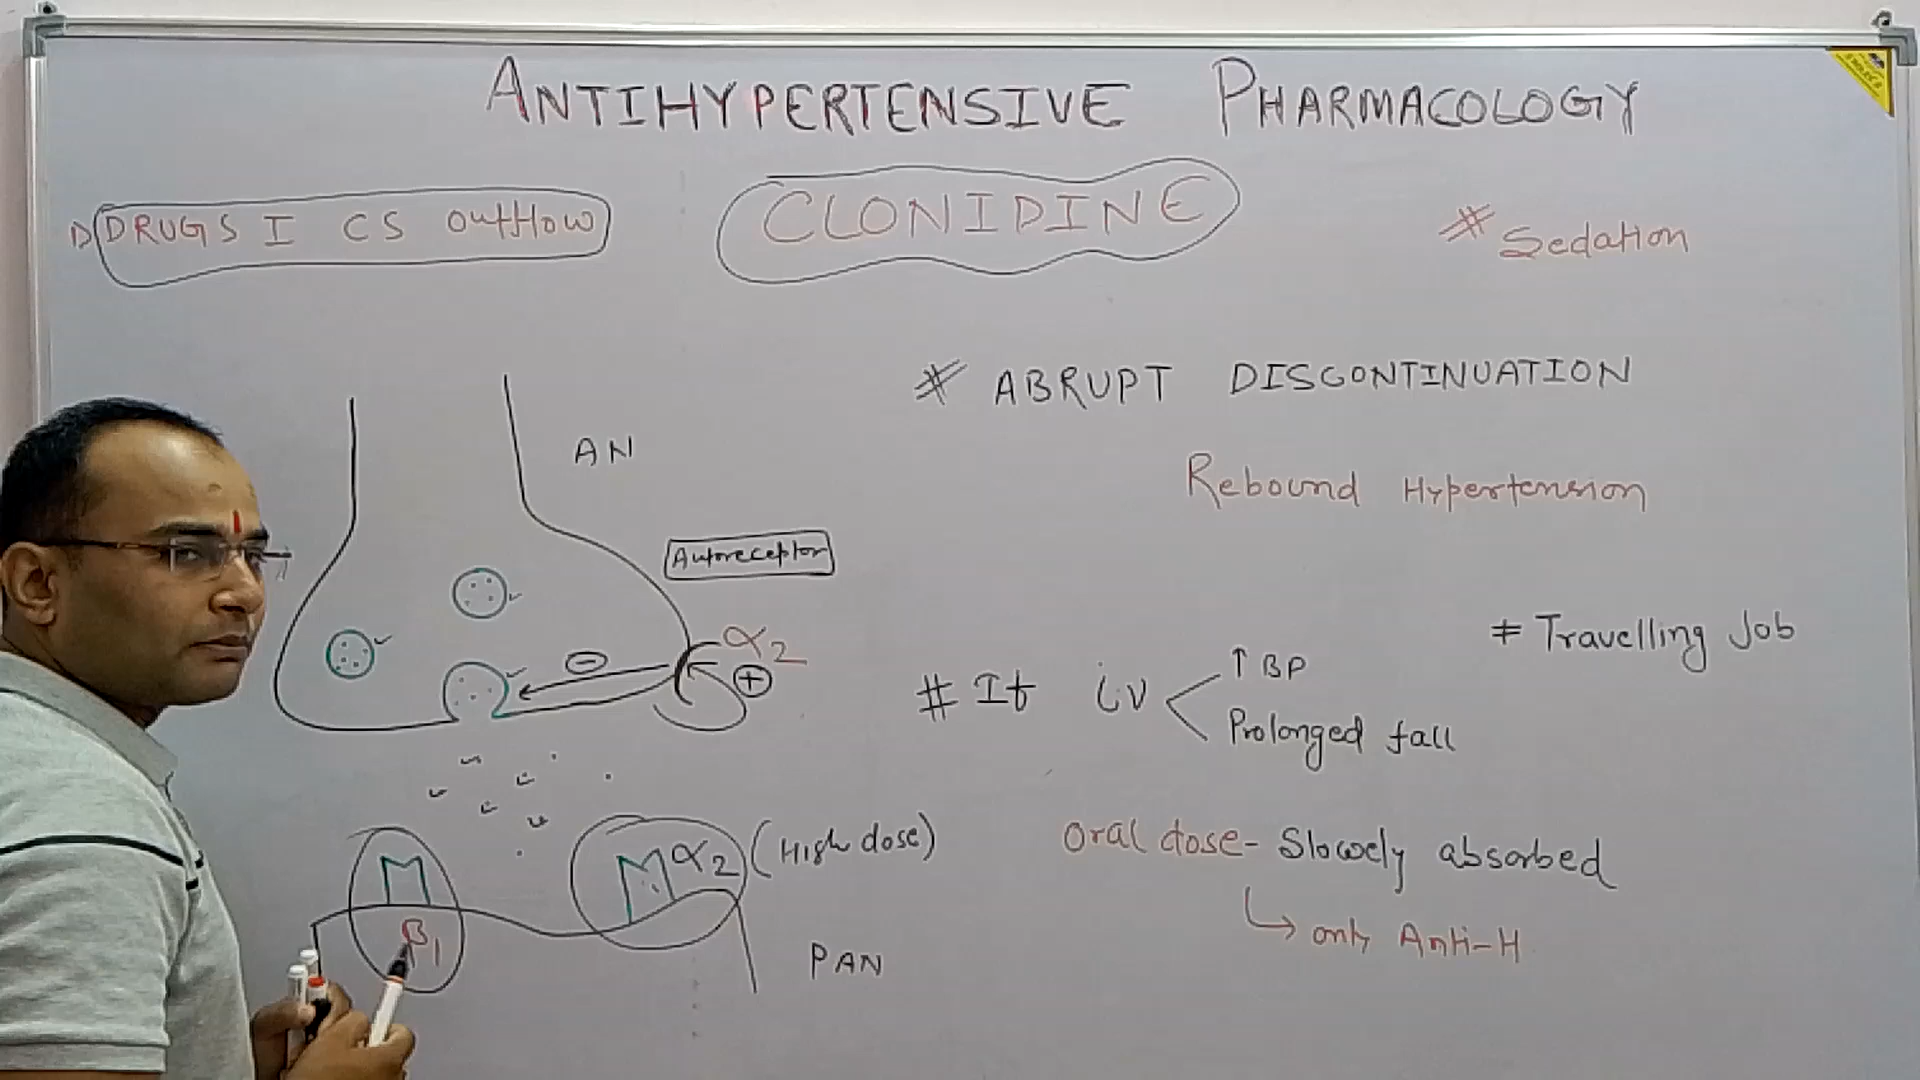 ANTIHYPERTENSIVE PHARMACOLOGY
DRUGS I CS Outflow
CLONIDINE
# Sedation
# ABRUPT DISCONTINUATION
AN
Rebound Hypertension
Autoreceptor
α2
# Travelling Job
# If iv
↑ BP
Prolonged fall
α2 (High dose)
Oral dose - Slowely absorbed
β1
only Anti-H
PAN